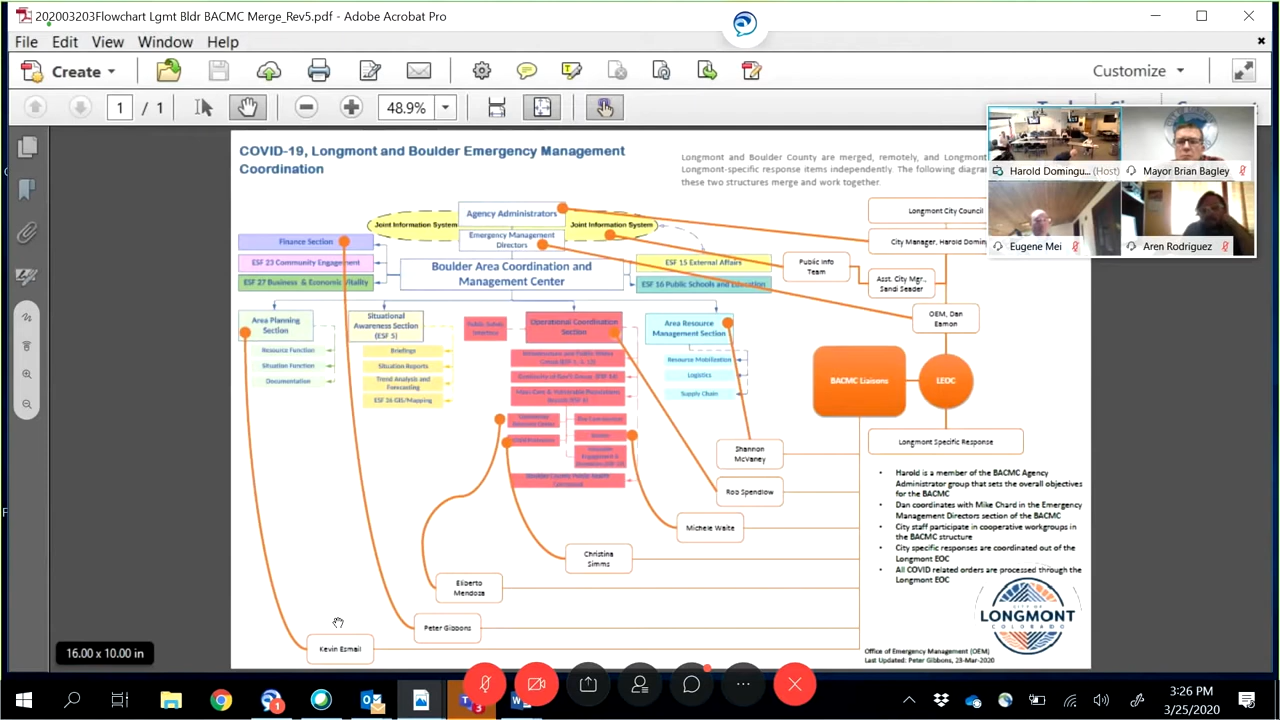 202003203Flowchart Lgmt Bldr BACMC Merge_Rev5.pdf - Adobe Acrobat Pro
File Edit View Window Help
Create
Customize
1 / 1
48.9%
COVID-19, Longmont and Boulder Emergency Management
Coordination
Longmont and Boulder County are merged, remotely, and Longmont
Longmont-specific response items independently. The following diagram
these two structures merge and work together.
Harold Domingu... (Host)
Mayor Brian Bagley
Eugene Mei
Aren Rodriguez
Agency Administrators
Joint Information System
Joint Information System
Emergency Management
Directors
Finance Section
ESF 23 Community Engagement
ESF 27 Business & Economic Vitality
Boulder Area Coordination and
Management Center
ESF 15 External Affairs
ESF 16 Public Schools and Education
Public Info
Team
Longmont City Council
City Manager, Harold
Asst. City Mgr.,
Sandi Seader
OEM, Dan
Eamon
Area Planning
Section
Resource Function
Situation Function
Documentation
Situational
Awareness Section
(ESF 5)
Briefings
Situation Reports
Trend Analysis and
Forecasting
ESF 26 GIS/Mapping
Operational Coordination
Section
Area Resource
Management Section
Resource Mobilization
Logistics
Supply Chain
BACMC Liaisons
LEOC
Longmont Specific Response
Shannon
McVaney
Rob Spendlow
Michele Waite
Christina
Simms
Eliberto
Mendoza
Peter Gibbons
Kevin Esmail
• Harold is a member of the BACMC Agency
Administrator group that sets the overall objectives
for the BACMC
• Dan coordinates with Mike Chard in the Emergency
Management Directors section of the BACMC
• City staff participate in cooperative workgroups in
the BACMC structure
• City specific responses are coordinated out of the
Longmont EOC
• All COVID related orders are processed through the
Longmont EOC
CITY OF
LONGMONT
COLORADO
Office of Emergency Management (OEM)
Last Updated: Peter Gibbons, 23-Mar-2020
16.00 x 10.00 in
3:26 PM
3/25/2020